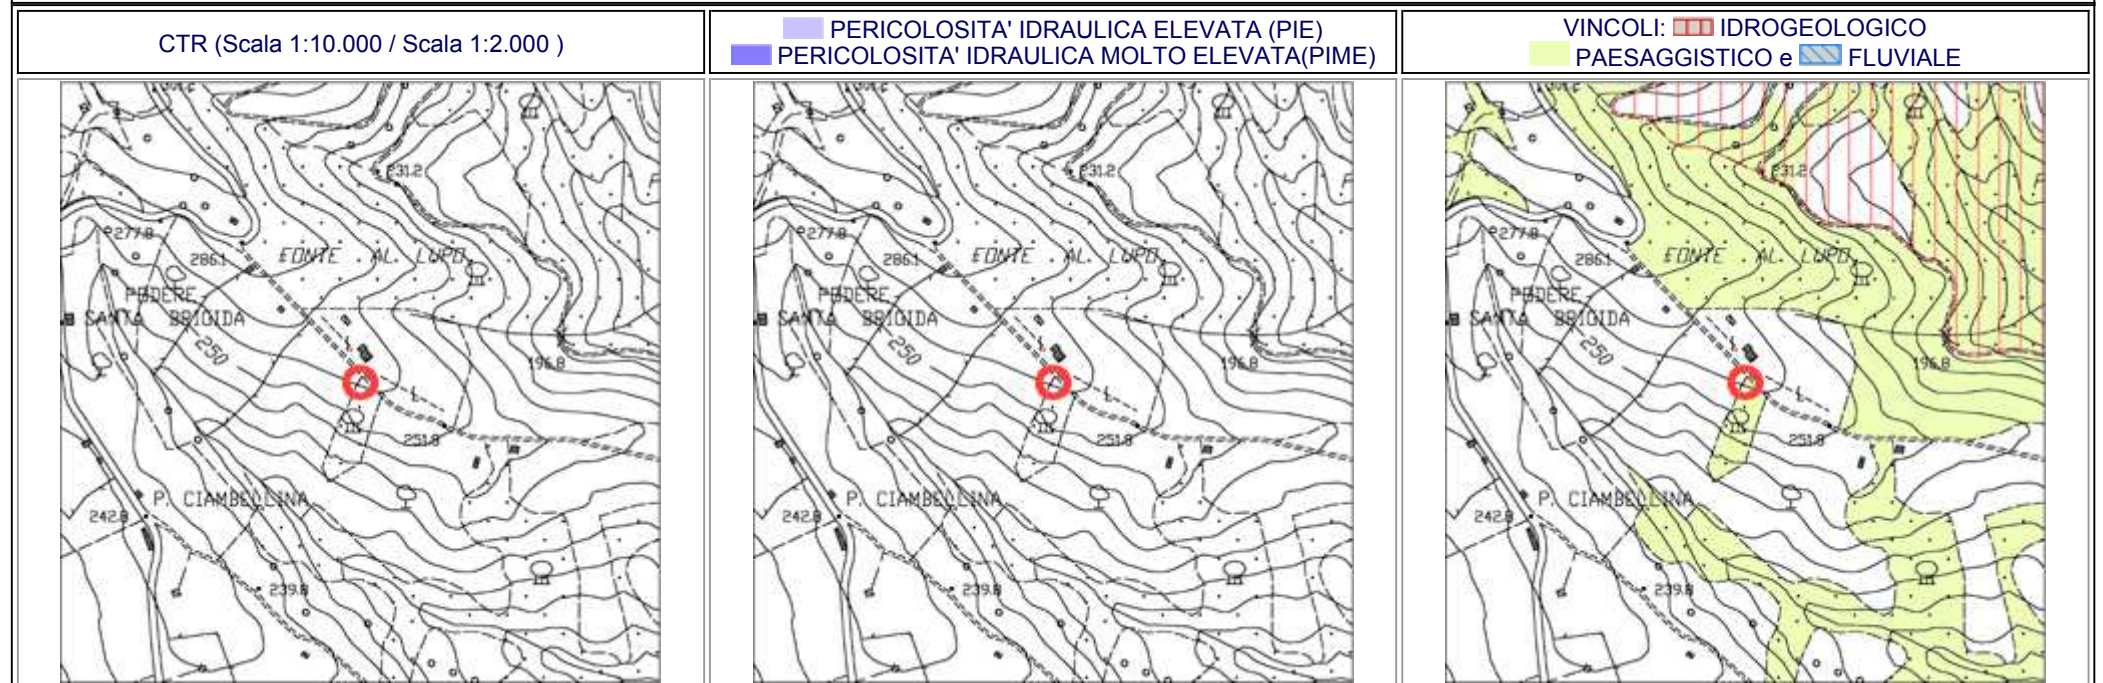 CTR (Scala 1:10.000 / Scala 1:2.000 )
PERICOLOSITA' IDRAULICA ELEVATA (PIE)
PERICOLOSITA' IDRAULICA MOLTO ELEVATA(PIME)
VINCOLI: IDROGEOLOGICO
PAESAGGISTICO e FLUVIALE
231.2
277.8
286.1
FONTE AL LUPO
PODERE
SANTA BRIGIDA
250
196.8
251.8
P. CIAMBELLINA
242.8
239.8
231.2
277.8
286.1
FONTE AL LUPO
PODERE
SANTA BRIGIDA
250
196.8
251.8
P. CIAMBELLINA
242.8
239.8
231.2
277.8
286.1
FONTE AL LUPO
PODERE
SANTA BRIGIDA
250
196.8
251.8
P. CIAMBELLINA
242.8
239.8